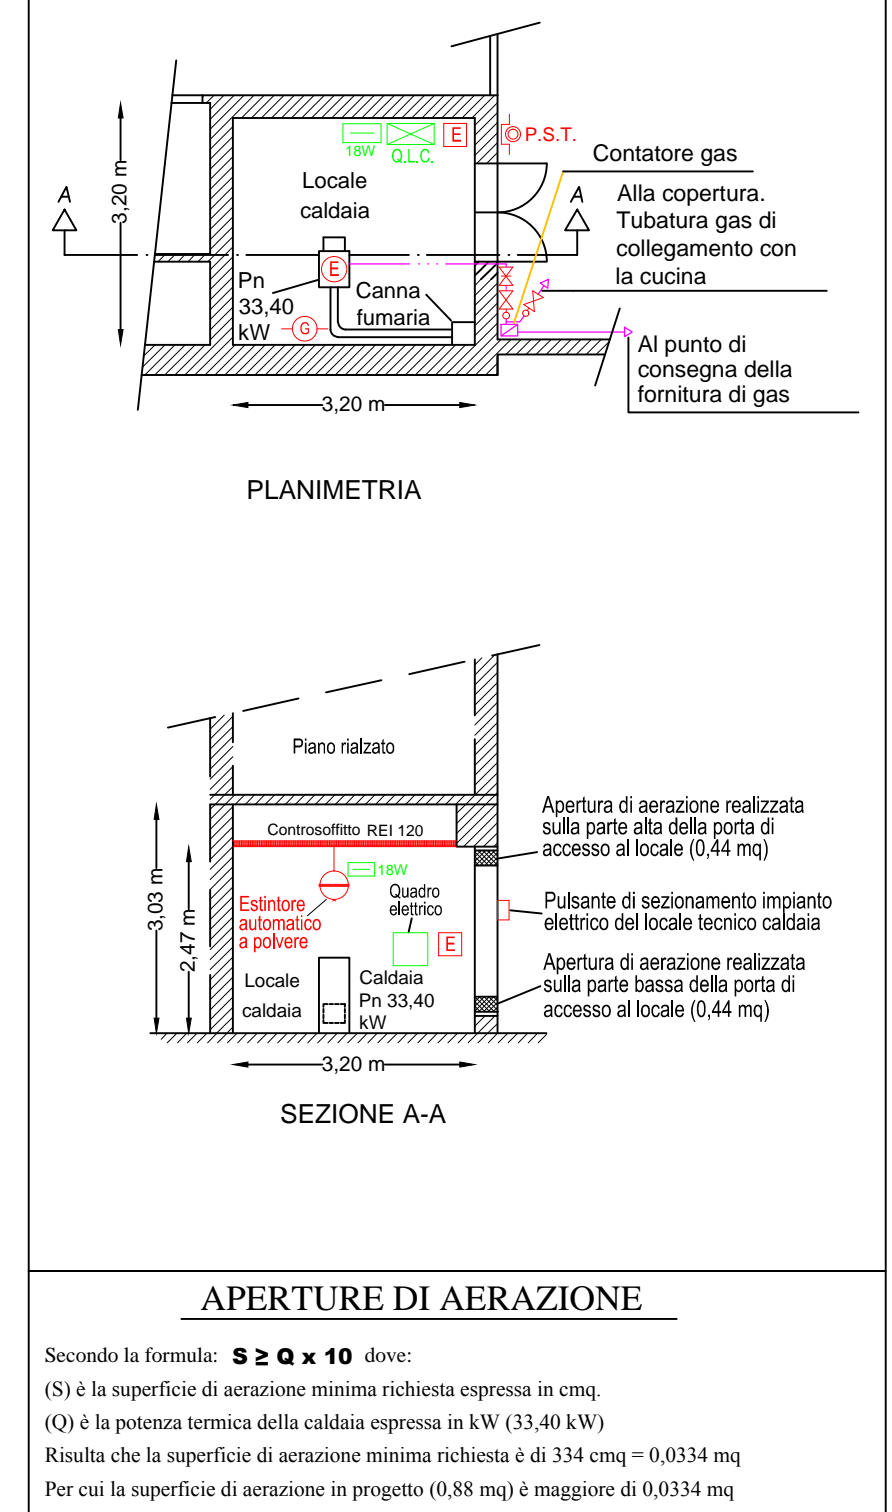 P.S.T.
E
18W
Q.L.C.
Contatore gas
Locale
caldaia
Alla copertura.
Tubatura gas di
collegamento con
la cucina
3,20 m
A
A
E
Pn
33,40
kW
G
Canna
fumaria
Al punto di
consegna della
fornitura di gas
3,20 m
PLANIMETRIA
Piano rialzato
Controsoffitto REI 120
Apertura di aerazione realizzata
sulla parte alta della porta di
accesso al locale (0,44 mq)
18W
Quadro
elettrico
Estintore
automatico
a polvere
E
Pulsante di sezionamento impianto
elettrico del locale tecnico caldaia
3,03 m
2,47 m
Apertura di aerazione realizzata
sulla parte bassa della porta di
accesso al locale (0,44 mq)
Locale
caldaia
Caldaia
Pn 33,40
kW
3,20 m
SEZIONE A-A
APERTURE DI AERAZIONE
Secondo la formula: S ≥ Q x 10 dove:
(S) è la superficie di aerazione minima richiesta espressa in cmq.
(Q) è la potenza termica della caldaia espressa in kW (33,40 kW)
Risulta che la superficie di aerazione minima richiesta è di 334 cmq = 0,0334 mq
Per cui la superficie di aerazione in progetto (0,88 mq) è maggiore di 0,0334 mq